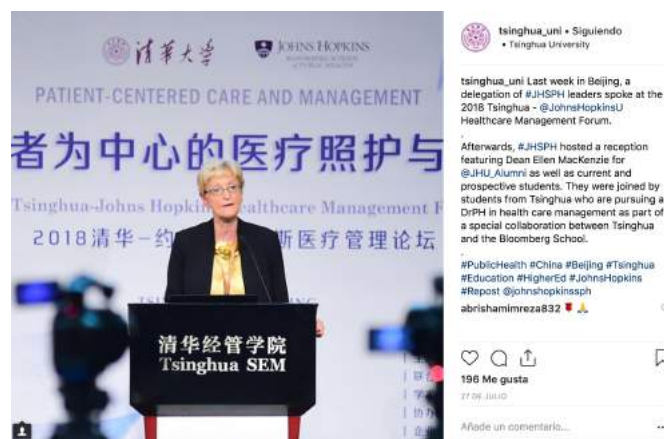 清華大学
JOHNS HOPKINS
PATIENT-CENTERED CARE AND MANAGEMENT
者为中心的医疗照护与
Tsinghua-Johns Hopkin althcare Management F
2018清华-约 斯医疗管理论坛
清华经管学院
Tsinghua SEM
tsinghua_uni • Siguiendo
• Tsinghua University
tsinghua_uni Last week in Beijing, a
delegation of #JHSPH leaders spoke at the
2018 Tsinghua - @JohnsHopkinsU
Healthcare Management Forum.
.
Afterwards, #JHSPH hosted a reception
featuring Dean Ellen MacKenzie for
@JHU_Alumni as well as current and
prospective students. They were joined by
students from Tsinghua who are pursuing a
DrPH in health care management as part of
a special collaboration between Tsinghua
and the Bloomberg School.
.
#PublicHealth #China #Beijing #Tsinghua
#Education #HigherEd #JohnsHopkins
#Repost @johnshopkinssph
abrishamimreza832 🌹 🙏
196 Me gusta
27 DE JULIO
Añade un comentario...